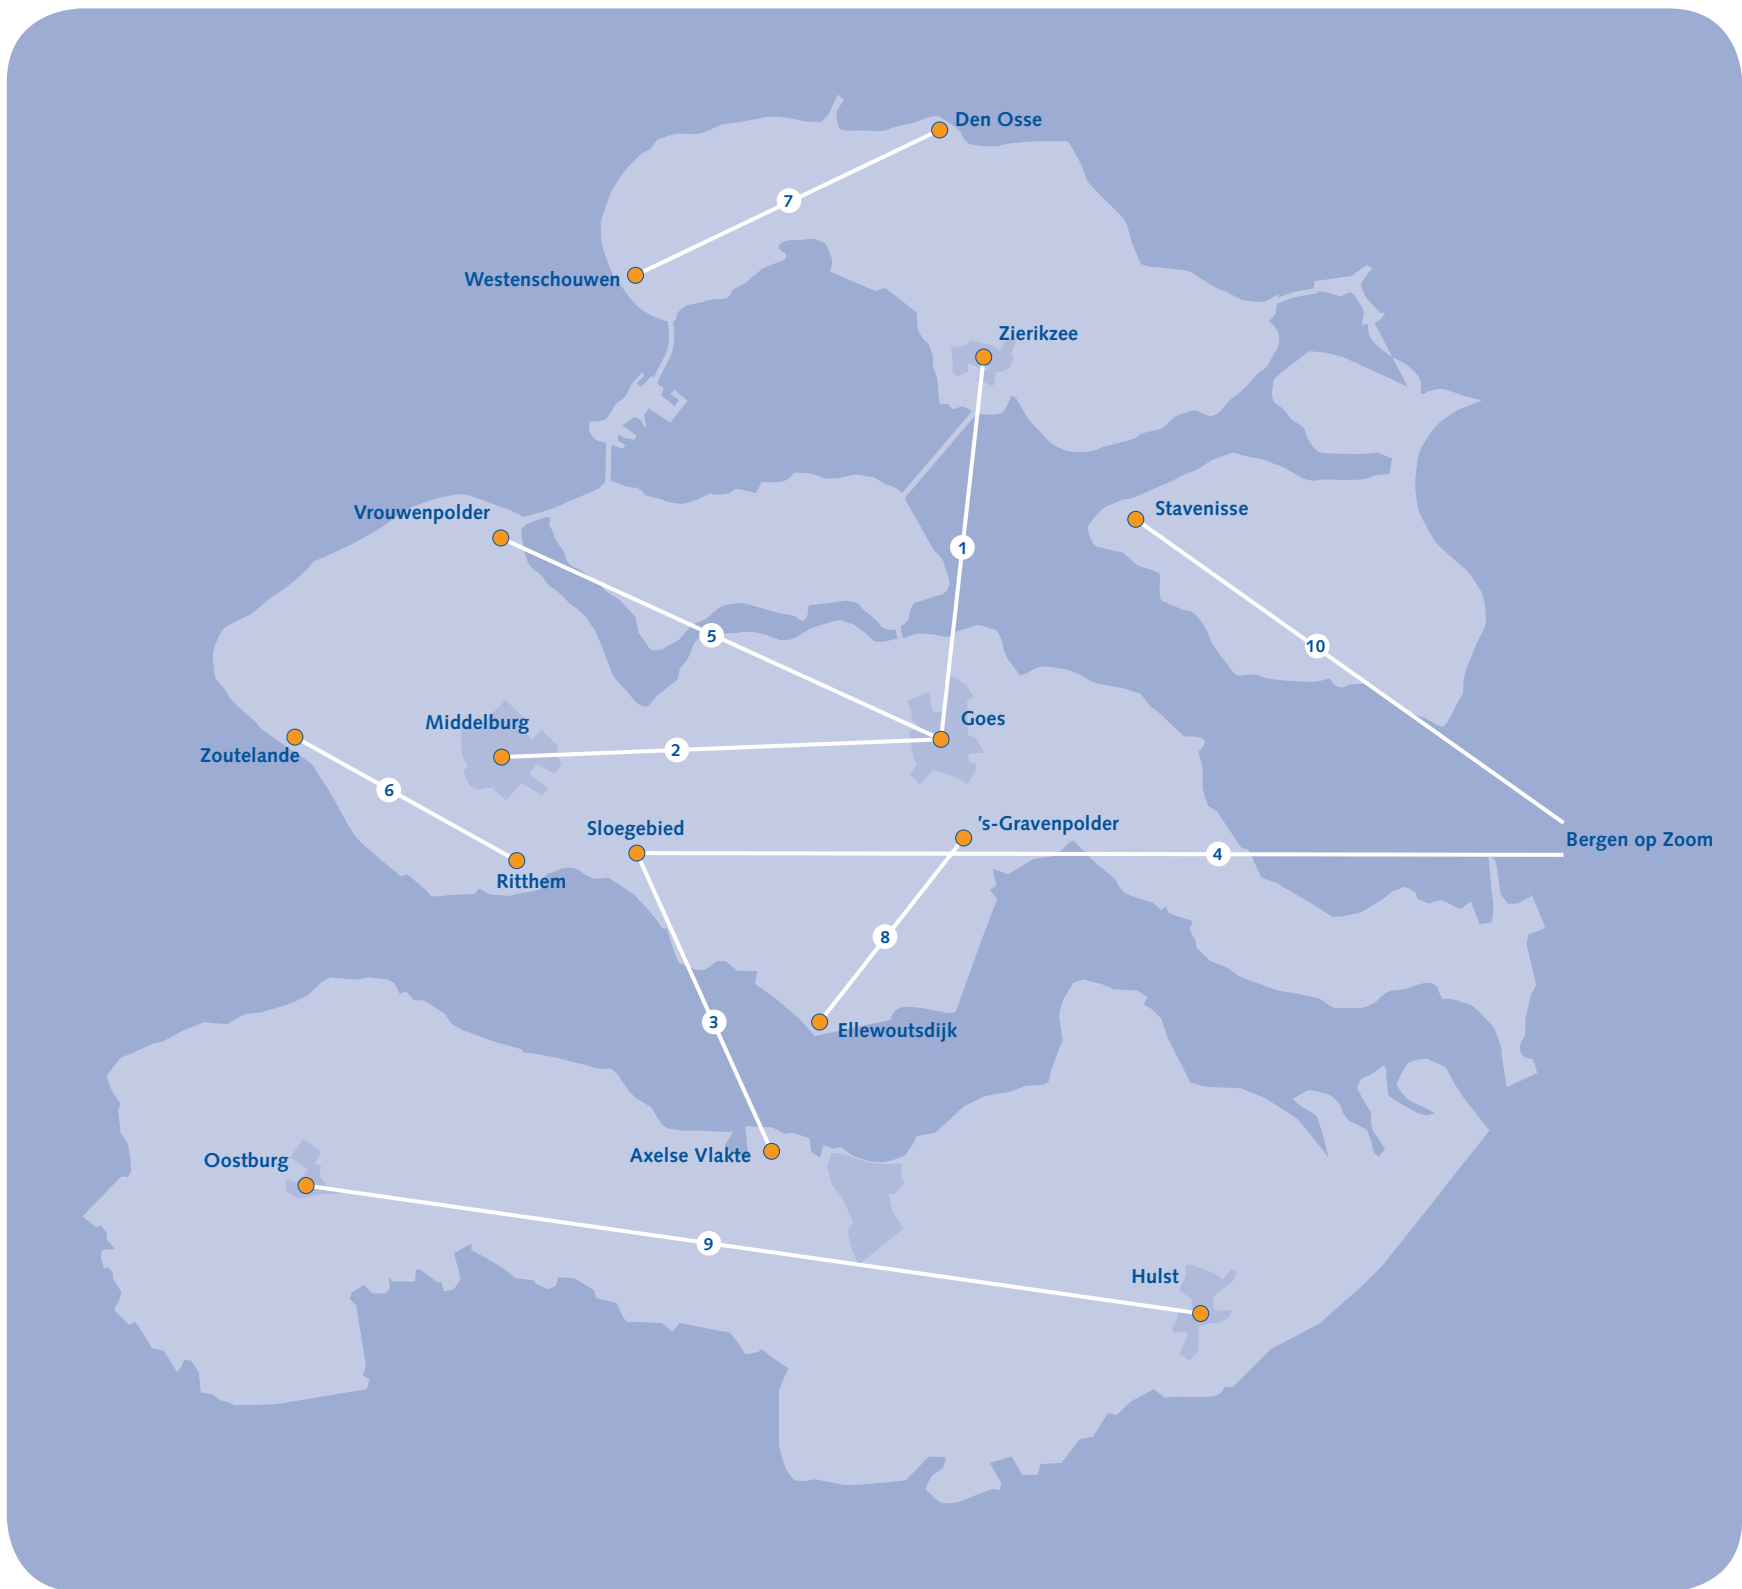 Den Osse
7
Westenschouwen
Zierikzee
Vrouwenpolder
Stavenisse
1
5
10
Middelburg
Goes
2
Zoutelande
6
Sloegebied
's-Gravenpolder
Bergen op Zoom
4
Ritthem
8
3
Ellewoutsdijk
Axelse Vlakte
Oostburg
9
Hulst